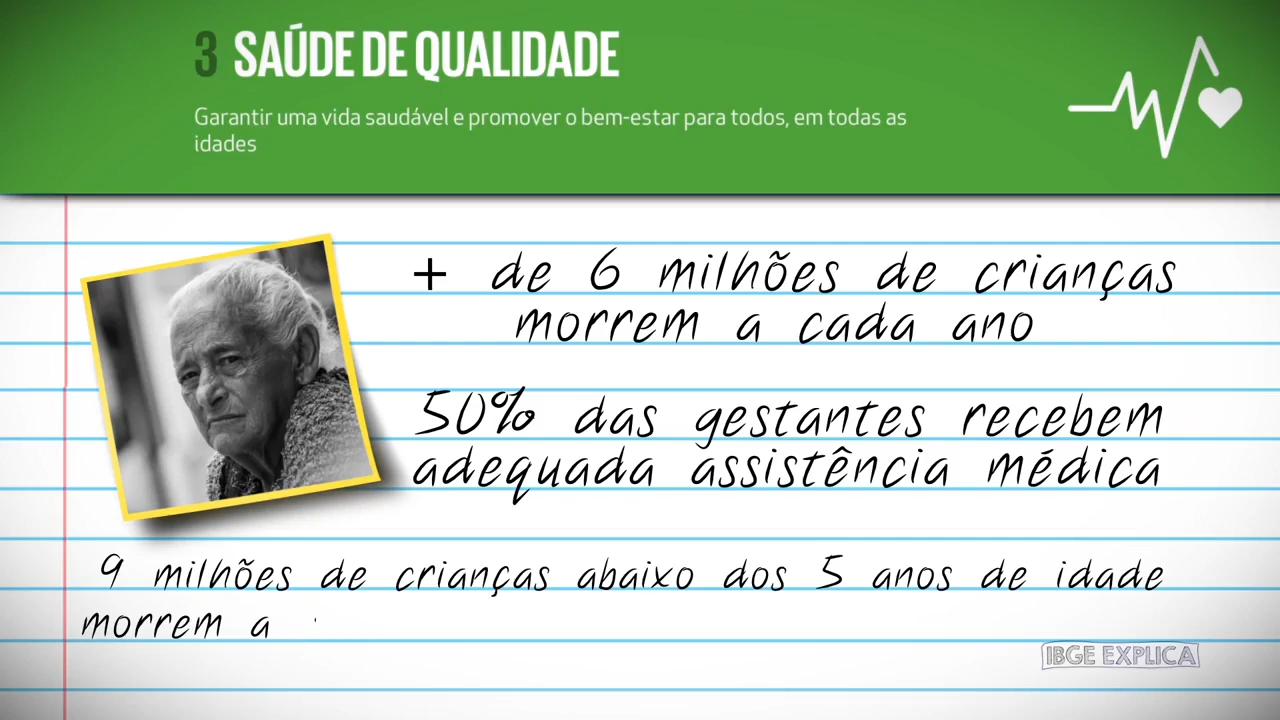 3 SAÚDE DE QUALIDADE
Garantir uma vida saudável e promover o bem-estar para todos, em todas as
idades
+ de 6 milhões de crianças
morrem a cada ano
50% das gestantes recebem
adequada assistência médica
9 milhões de crianças abaixo dos 5 anos de idade
morrem a
IBGE EXPLICA